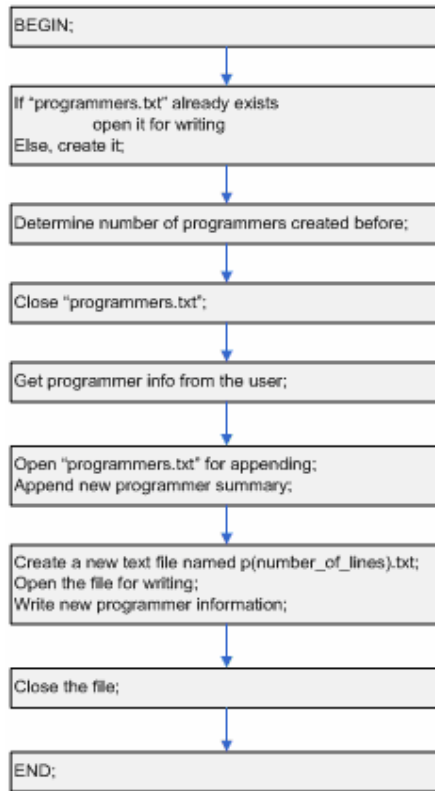 BEGIN;
If "programmers.txt" already exists
open it for writing
Else, create it;
Determine number of programmers created before;
Close "programmers.txt";
Get programmer info from the user;
Open "programmers.txt" for appending;
Append new programmer summary;
Create a new text file named p(number_of_lines).txt;
Open the file for writing;
Write new programmer information;
Close the file;
END;